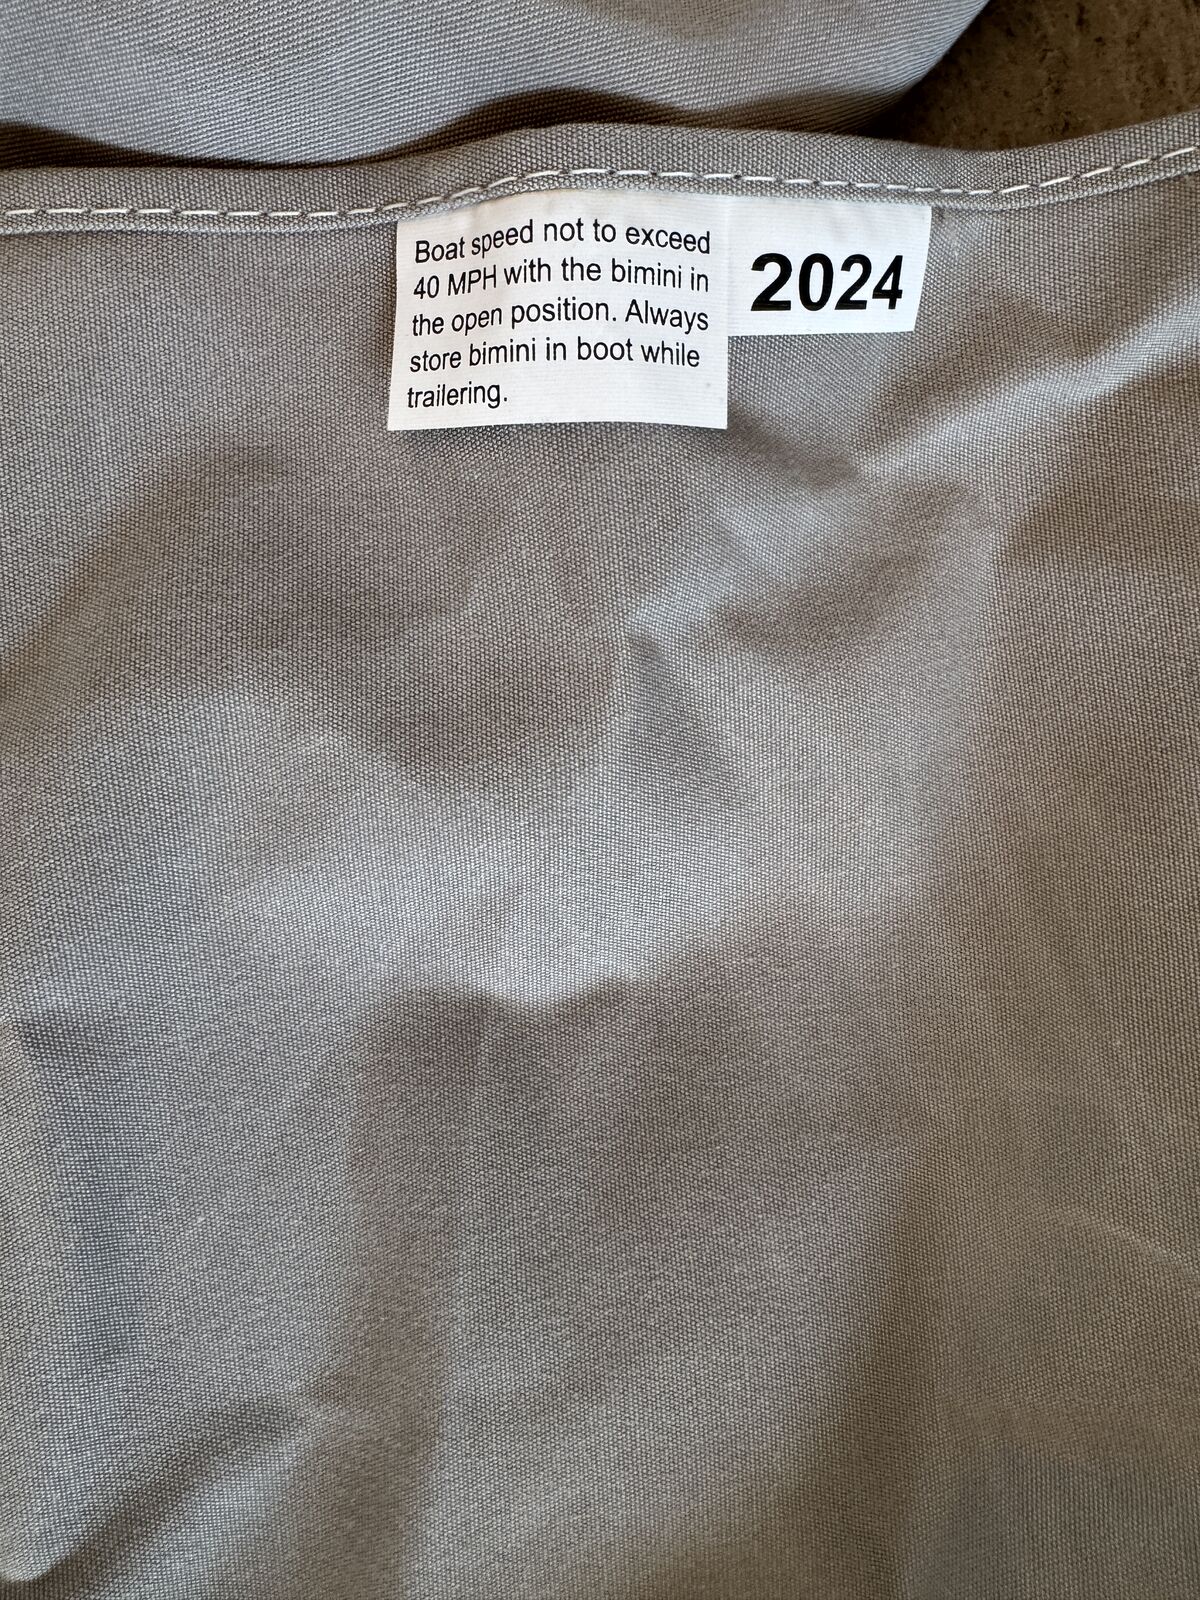 Boat speed not to exceed
40 MPH with the bimini in
the open position. Always
store bimini in boot while
trailering.
2024